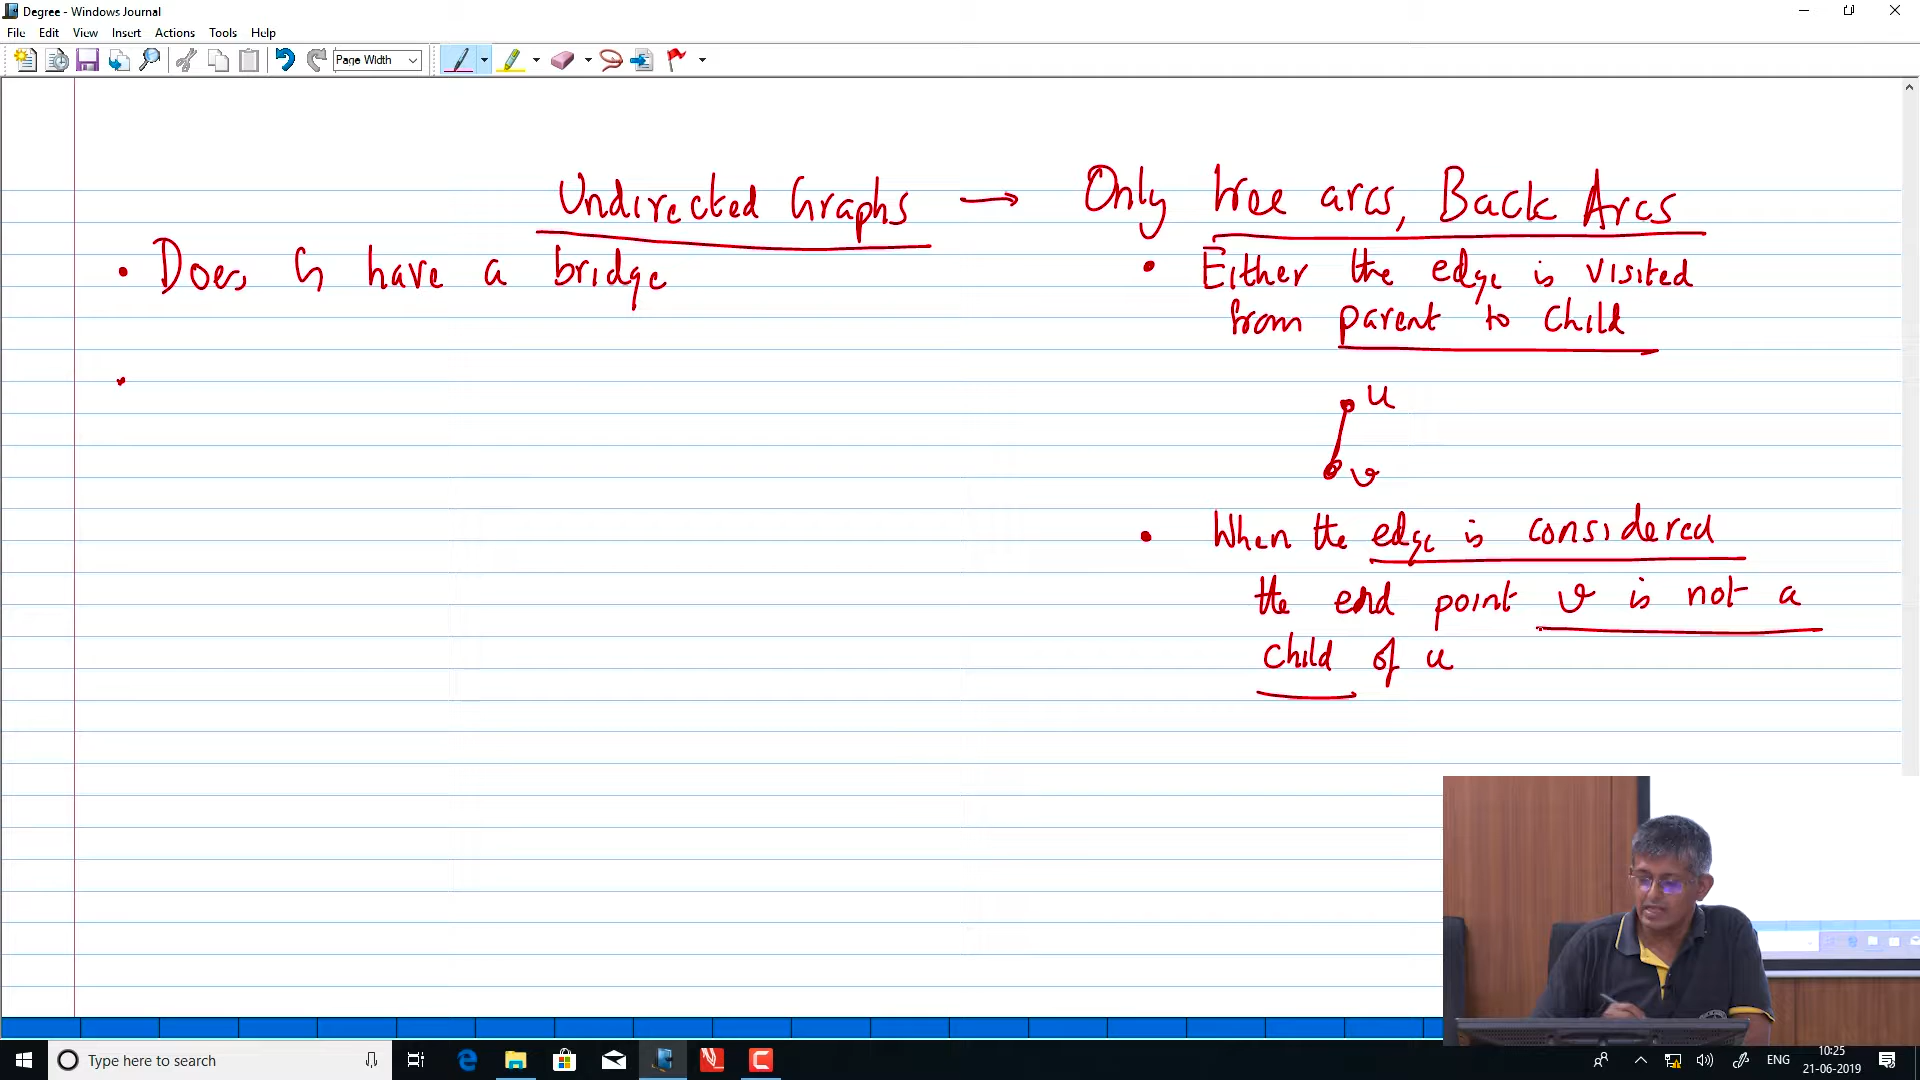 Degree - Windows Journal
File Edit View Insert Actions Tools Help
Page Width
Undirected Graphs → Only tree arcs, Back Arcs
• Does G have a bridge
• Either the edge is visited
from parent to child
•
u
v
• When the edge is considered
the end point v is not a
child of u
Type here to search
ENG
10:25
21-06-2019